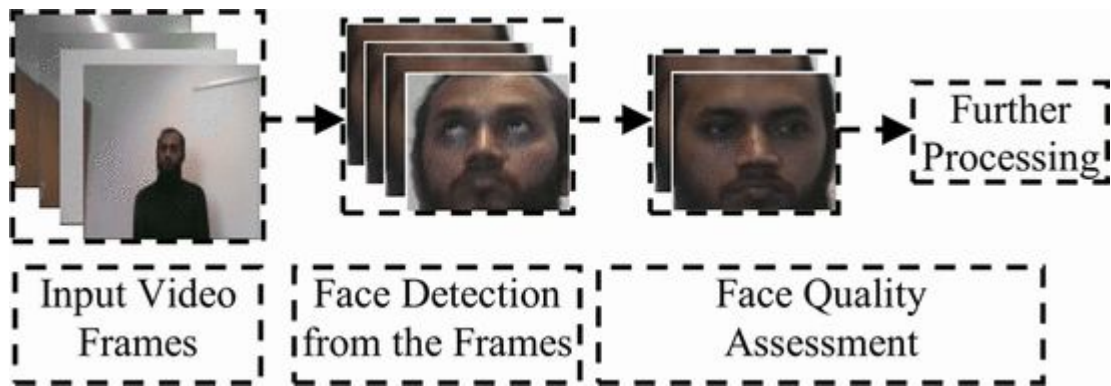 Further
Processing
Input Video
Frames
Face Detection
from the Frames
Face Quality
Assessment